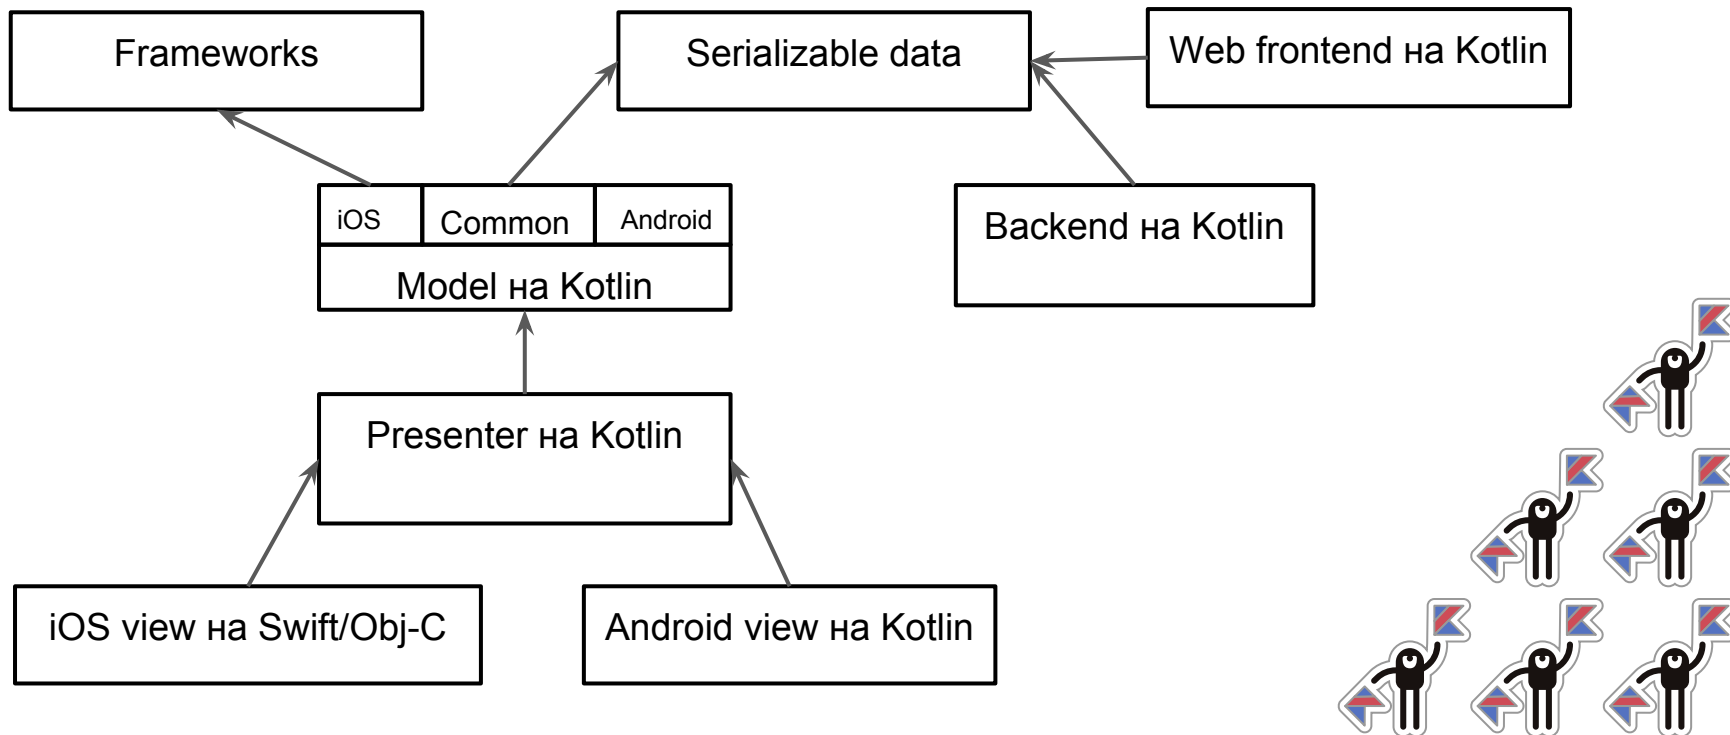 Frameworks
Serializable data
Web frontend на Kotlin
iOS
Common
Android
Model на Kotlin
Backend на Kotlin
Presenter на Kotlin
iOS view на Swift/Obj-C
Android view на Kotlin